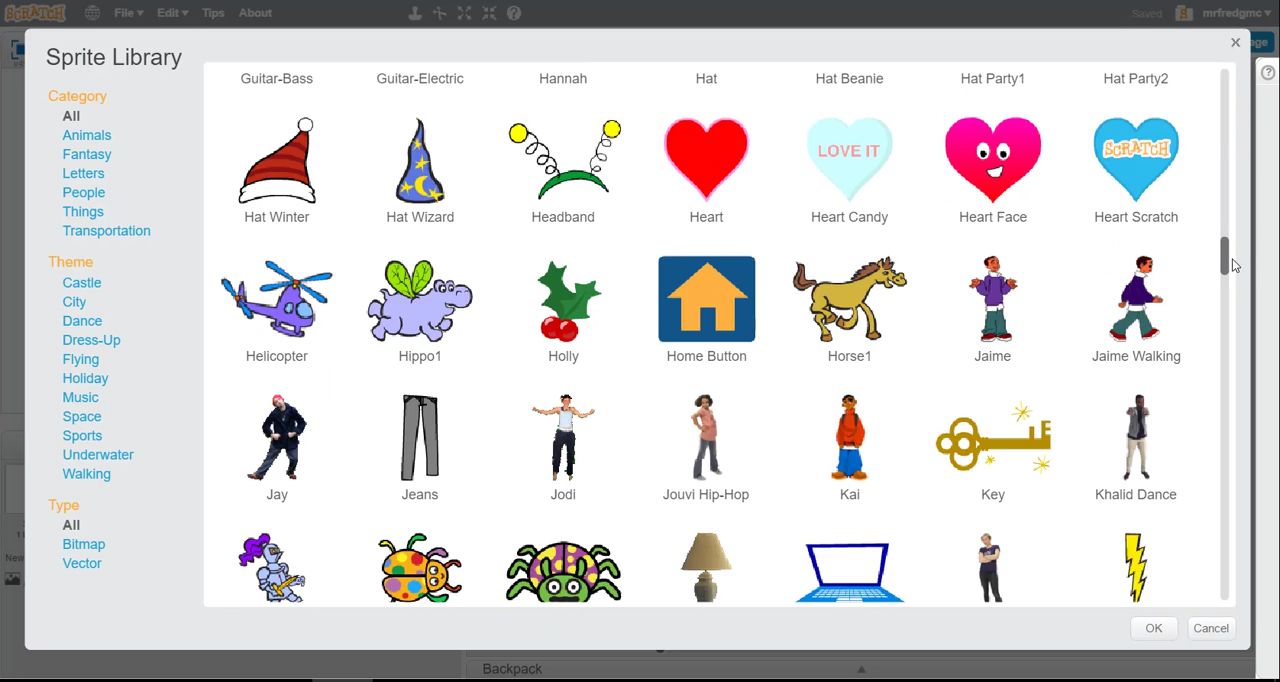 SCRATCH File▾ Edit▾ Tips About Saved mrfredgmc▾
Sprite Library
Category
All
Animals
Fantasy
Letters
People
Things
Transportation
Theme
Castle
City
Dance
Dress-Up
Flying
Holiday
Music
Space
Sports
Underwater
Walking
Type
All
Bitmap
Vector
Guitar-Bass Guitar-Electric Hannah Hat Hat Beanie Hat Party1 Hat Party2
LOVE IT SCRATCH
Hat Winter Hat Wizard Headband Heart Heart Candy Heart Face Heart Scratch
Helicopter Hippo1 Holly Home Button Horse1 Jaime Jaime Walking
Jay Jeans Jodi Jouvi Hip-Hop Kai Key Khalid Dance
OK Cancel
Backpack
New